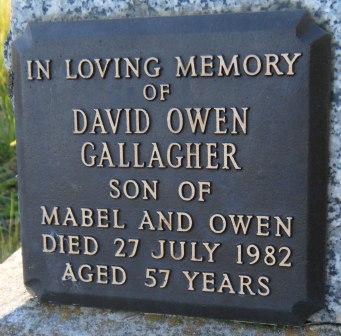 IN LOVING MEMORY
OF
DAVID OWEN
GALLAGHER
SON OF
MABEL AND OWEN
DIED 27 JULY 1982
AGED 57 YEARS